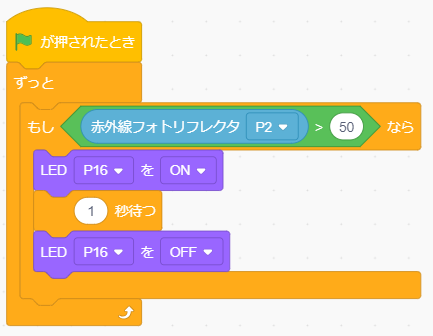 が押されたとき
ずっと
もし 赤外線フォトリフレクタ P2 > 50 なら
LED P16 を ON
1 秒待つ
LED P16 を OFF